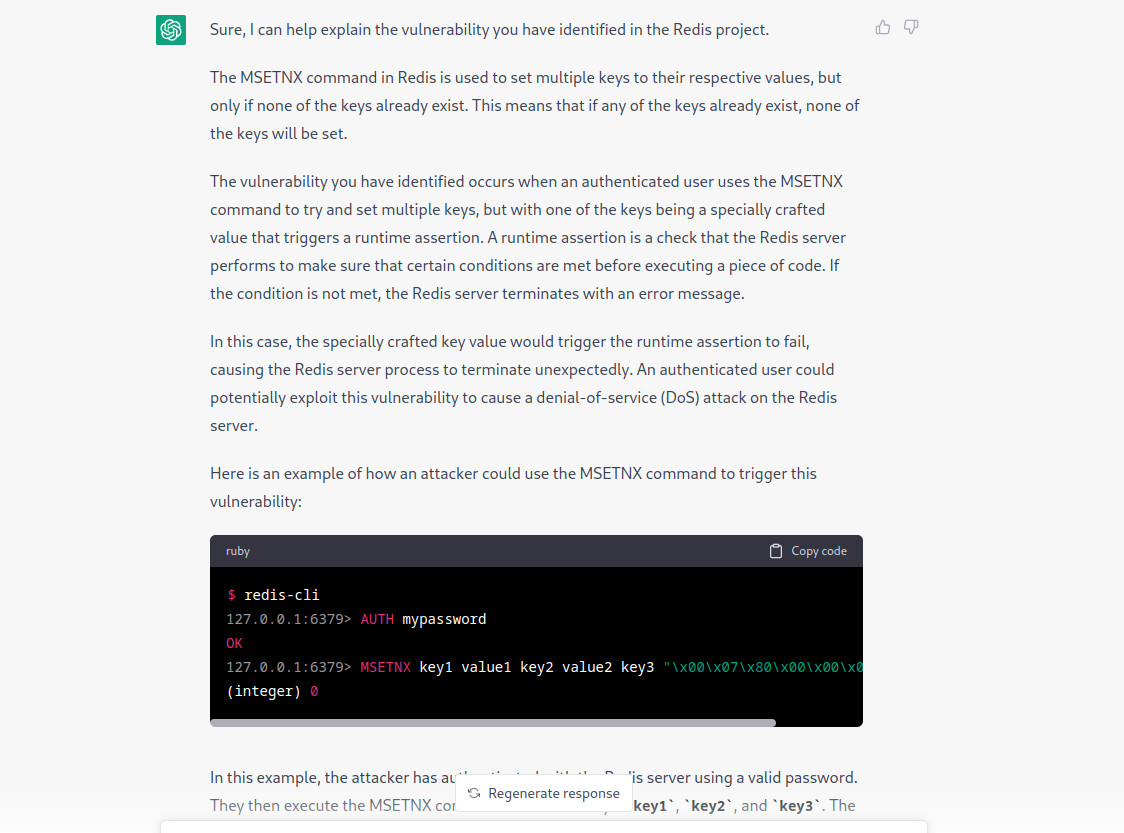 Sure, I can help explain the vulnerability you have identified in the Redis project.
The MSETNX command in Redis is used to set multiple keys to their respective values, but
only if none of the keys already exist. This means that if any of the keys already exist, none of
the keys will be set.
The vulnerability you have identified occurs when an authenticated user uses the MSETNX
command to try and set multiple keys, but with one of the keys being a specially crafted
value that triggers a runtime assertion. A runtime assertion is a check that the Redis server
performs to make sure that certain conditions are met before executing a piece of code. If
the condition is not met, the Redis server terminates with an error message.
In this case, the specially crafted key value would trigger the runtime assertion to fail,
causing the Redis server process to terminate unexpectedly. An authenticated user could
potentially exploit this vulnerability to cause a denial-of-service (DoS) attack on the Redis
server.
Here is an example of how an attacker could use the MSETNX command to trigger this
vulnerability:
ruby Copy code
$ redis-cli
127.0.0.1:6379> AUTH mypassword
OK
127.0.0.1:6379> MSETNX key1 value1 key2 value2 key3 "\x00\x07\x80\x00\x00\x0
(integer) 0
In this example, the attacker has server using a valid password.
They then execute the MSETNX `key1`, `key2`, and `key3`. The
Regenerate response